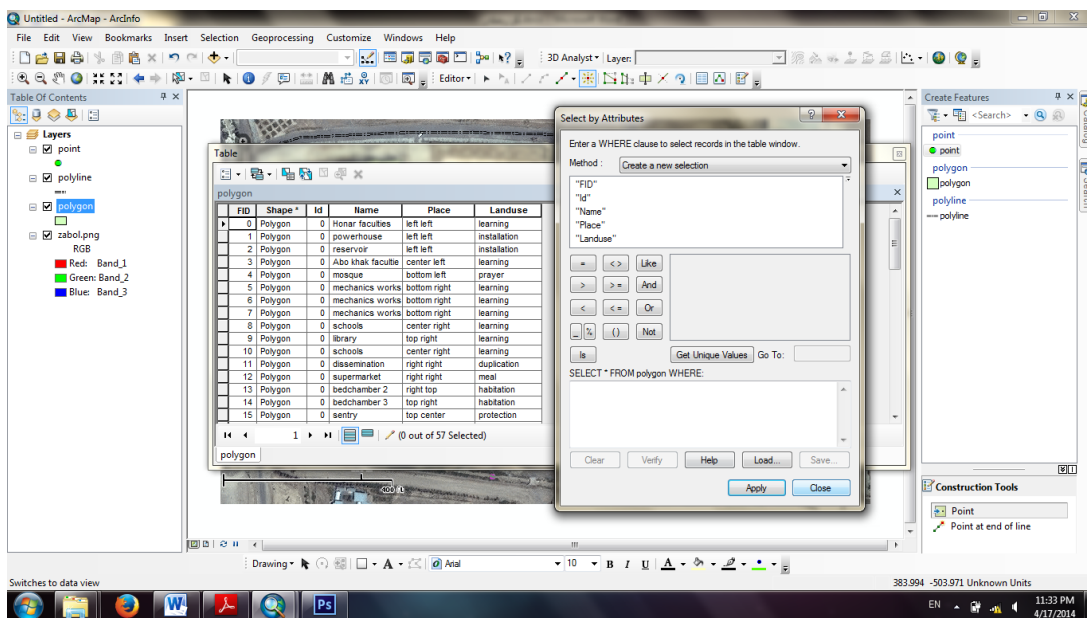 Untitled - ArcMap - ArcInfo
File Edit View Bookmarks Insert Selection Geoprocessing Customize Windows Help
3D Analyst Layer:
Editor
Table Of Contents
Layers
point
polyline
polygon
zabol.png
RGB
Red: Band_1
Green: Band_2
Blue: Band_3
Table
polygon
FID Shape * Id Name Place Landuse
0 Polygon 0 Honar faculties left left learning
1 Polygon 0 powerhouse left left installation
2 Polygon 0 reservoir left left installation
3 Polygon 0 Abo khak facultie center left learning
4 Polygon 0 mosque bottom left prayer
5 Polygon 0 mechanics works bottom right learning
6 Polygon 0 mechanics works bottom right learning
7 Polygon 0 mechanics works bottom right learning
8 Polygon 0 schools center right learning
9 Polygon 0 library top right learning
10 Polygon 0 schools center right learning
11 Polygon 0 dissemination right right duplication
12 Polygon 0 supermarket right right meal
13 Polygon 0 bedchamber 2 right top habitation
14 Polygon 0 bedchamber 3 top right habitation
15 Polygon 0 sentry top center protection
1 (0 out of 57 Selected)
polygon
Select by Attributes
Enter a WHERE clause to select records in the table window.
Method : Create a new selection
"FID"
"Id"
"Name"
"Place"
"Landuse"
= < > Like
> > = And
< < = Or
_ % ( ) Not
Is Get Unique Values Go To:
SELECT * FROM polygon WHERE:
Clear Verify Help Load... Save...
Apply Close
Create Features
<Search>
point
point
polygon
polygon
polyline
polyline
Construction Tools
Point
Point at end of line
Catalog
Search
Drawing A Arial 10 B I U A
Switches to data view
383.994 -503.971 Unknown Units
W Ps
EN
11:33 PM
4/17/2014